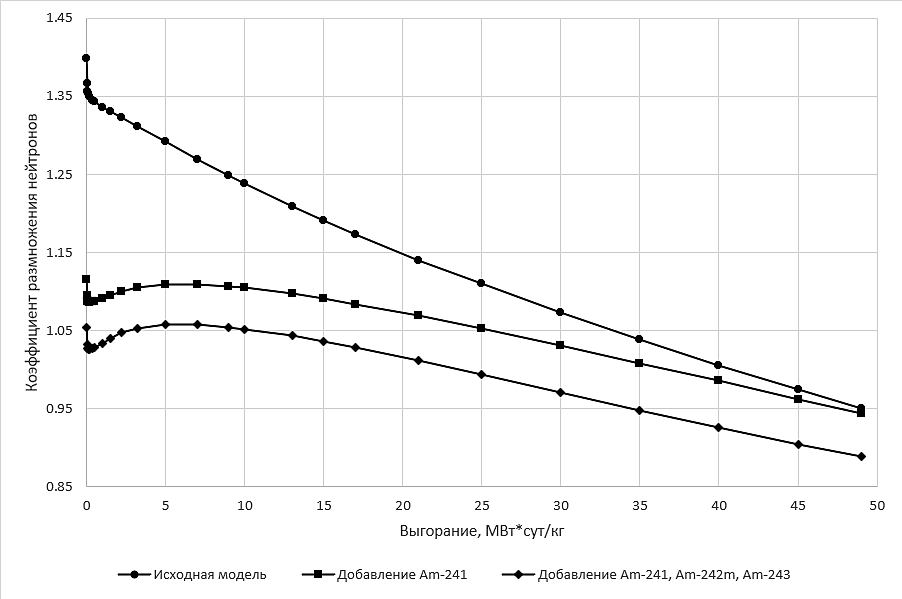 1.45
1.35
1.25
1.15
1.05
0.95
0.85
Коэффициент размножения нейтронов
0 5 10 15 20 25 30 35 40 45 50
Выгорание, МВт*сут/кг
Исходная модель Добавление Am-241 Добавление Am-241, Am-242m, Am-243